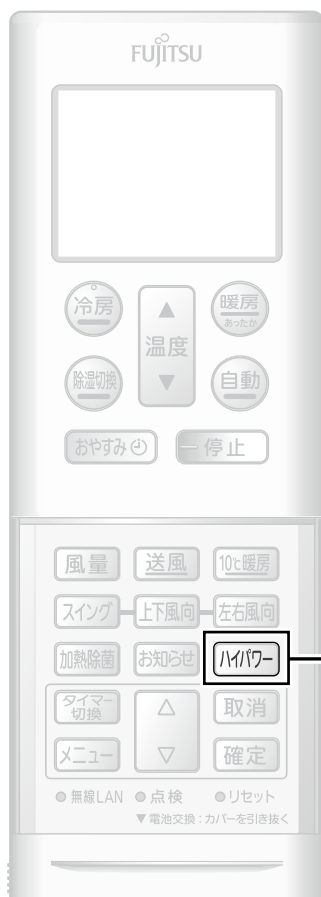 FUJITSU
冷房
▲
暖房
あったか
温度
除湿切換
▼
自動
おやすみ
停止
風量 送風 10℃暖房
スイング 上下風向 左右風向
加熱除菌 お知らせ ハイパワー
タイマー
切換
△ 取消
メニュー ▽ 確定
無線LAN 点検 リセット
▼電池交換:カバーを引き抜く